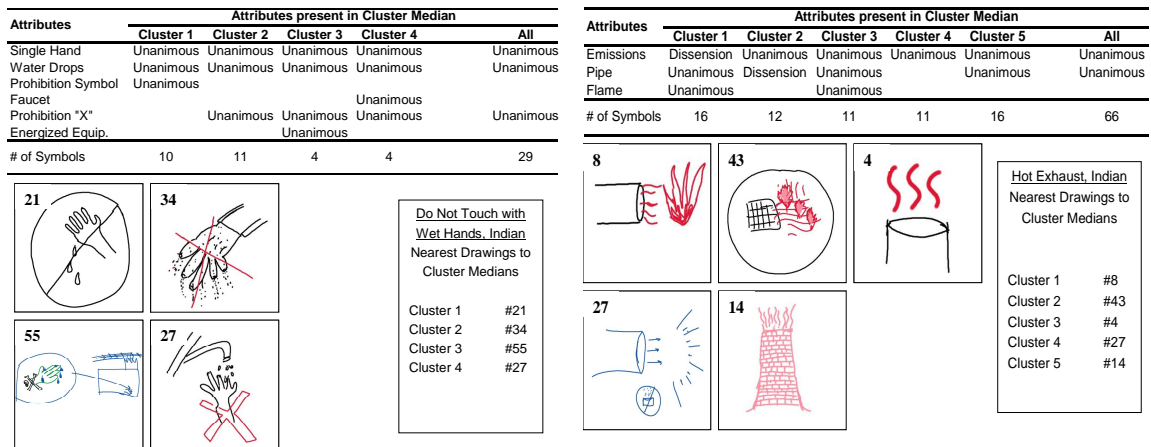 Attributes Attributes present in Cluster Median
Cluster 1 Cluster 2 Cluster 3 Cluster 4 All
Single Hand Unanimous Unanimous Unanimous Unanimous Unanimous
Water Drops Unanimous Unanimous Unanimous Unanimous Unanimous
Prohibition Symbol Unanimous
Faucet Unanimous
Prohibition "X" Unanimous Unanimous Unanimous Unanimous
Energized Equip. Unanimous
# of Symbols 10 11 4 4 29
21
34
55
27
Do Not Touch with
Wet Hands, Indian
Nearest Drawings to
Cluster Medians
Cluster 1 #21
Cluster 2 #34
Cluster 3 #55
Cluster 4 #27
Attributes Attributes present in Cluster Median
Cluster 1 Cluster 2 Cluster 3 Cluster 4 Cluster 5 All
Emissions Dissension Unanimous Unanimous Unanimous Unanimous Unanimous
Pipe Unanimous Dissension Unanimous Unanimous Unanimous
Flame Unanimous Unanimous
# of Symbols 16 12 11 11 16 66
8
43
4
27
14
Hot Exhaust, Indian
Nearest Drawings to
Cluster Medians
Cluster 1 #8
Cluster 2 #43
Cluster 3 #4
Cluster 4 #27
Cluster 5 #14